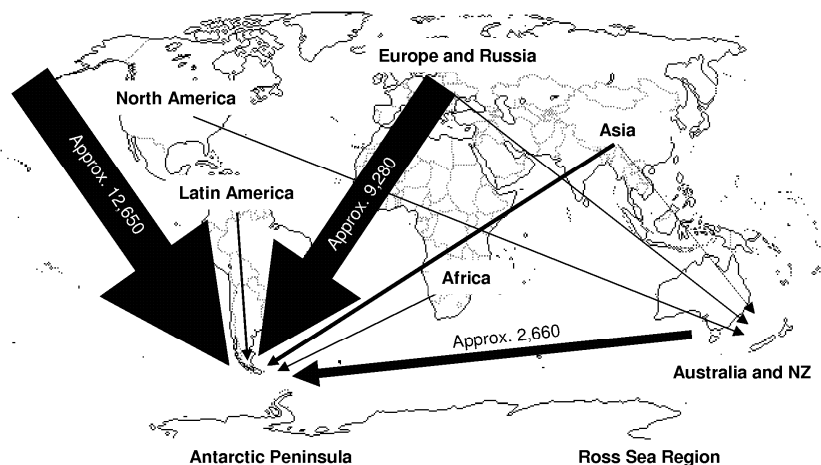 Europe and Russia
North America
Asia
Approx. 12,650
Approx. 9,280
Latin America
Africa
Approx. 2,660
Australia and NZ
Antarctic Peninsula
Ross Sea Region